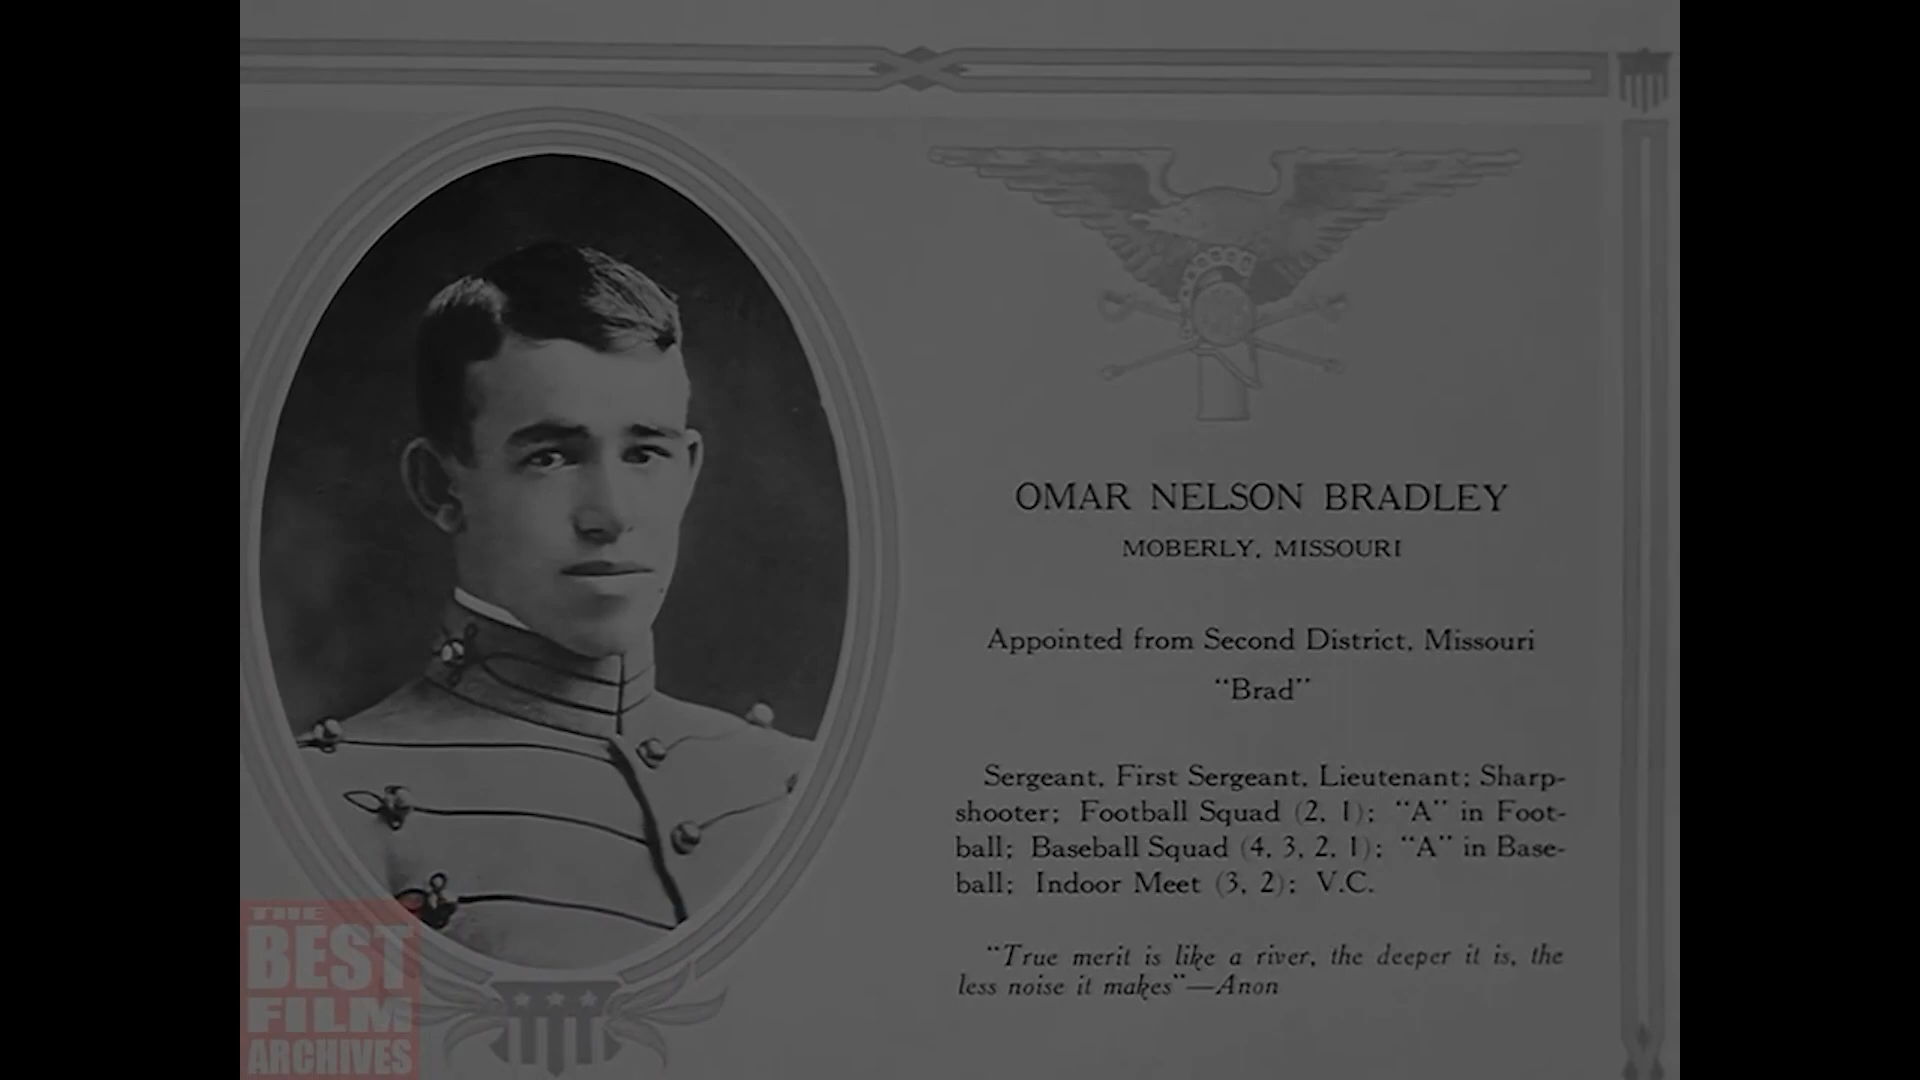 OMAR NELSON BRADLEY
MOBERLY, MISSOURI
Appointed from Second District, Missouri
"Brad"
Sergeant, First Sergeant, Lieutenant; Sharp-
shooter; Football Squad (2, 1); "A" in Foot-
ball; Baseball Squad (4, 3, 2, 1); "A" in Base-
ball; Indoor Meet (3, 2); V.C.
"True merit is like a river, the deeper it is, the
less noise it makes"—Anon
THE
BEST
FILM
ARCHIVES